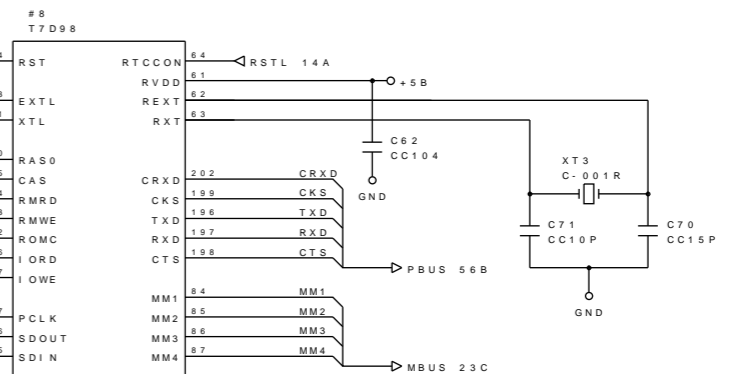 #8
T7D98
RST
RTCCON 64
RSTL 14A
RVDD 61
+5B
EXTL
REXT 62
XTL
RXT 63
C62
CC104
GND
XT3
C-001R
RAS0
CAS
CRXD 202 CRXD
RMRD
CKS 199 CKS
RMWE
TXD 196 TXD
ROMC
RXD 197 RXD
IORD
CTS 198 CTS
IOWE
PBUS 56B
C71
CC10P
C70
CC15P
GND
MM1 84 MM1
PCLK
MM2 85 MM2
SDOUT
MM3 86 MM3
SDIN
MM4 87 MM4
MBUS 23C